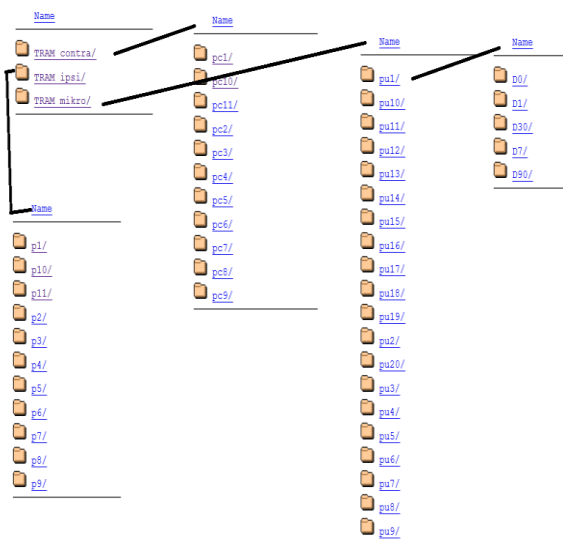 Name
TRAM contra/
TRAM ipsi/
TRAM mikro/
Name
p1/
p10/
p11/
p2/
p3/
p4/
p5/
p6/
p7/
p8/
p9/
Name
pc1/
pc10/
pc11/
pc2/
pc3/
pc4/
pc5/
pc6/
pc7/
pc8/
pc9/
Name
pu1/
pu10/
pu11/
pu12/
pu13/
pu14/
pu15/
pu16/
pu17/
pu18/
pu19/
pu2/
pu20/
pu3/
pu4/
pu5/
pu6/
pu7/
pu8/
pu9/
Name
D0/
D1/
D30/
D7/
D90/